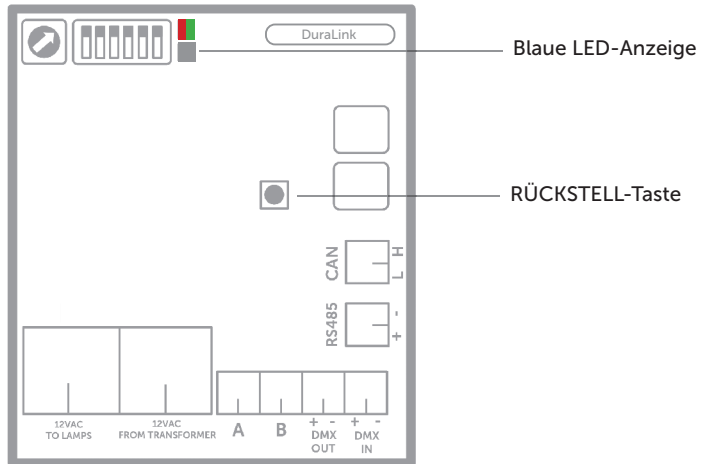 DuraLink
Blaue LED-Anzeige
RÜCKSTELL-Taste
CAN
H
L
RS485
-
+
12VAC
TO LAMPS
12VAC
FROM TRANSFORMER
A
B
+ -
DMX
OUT
+ -
DMX
IN